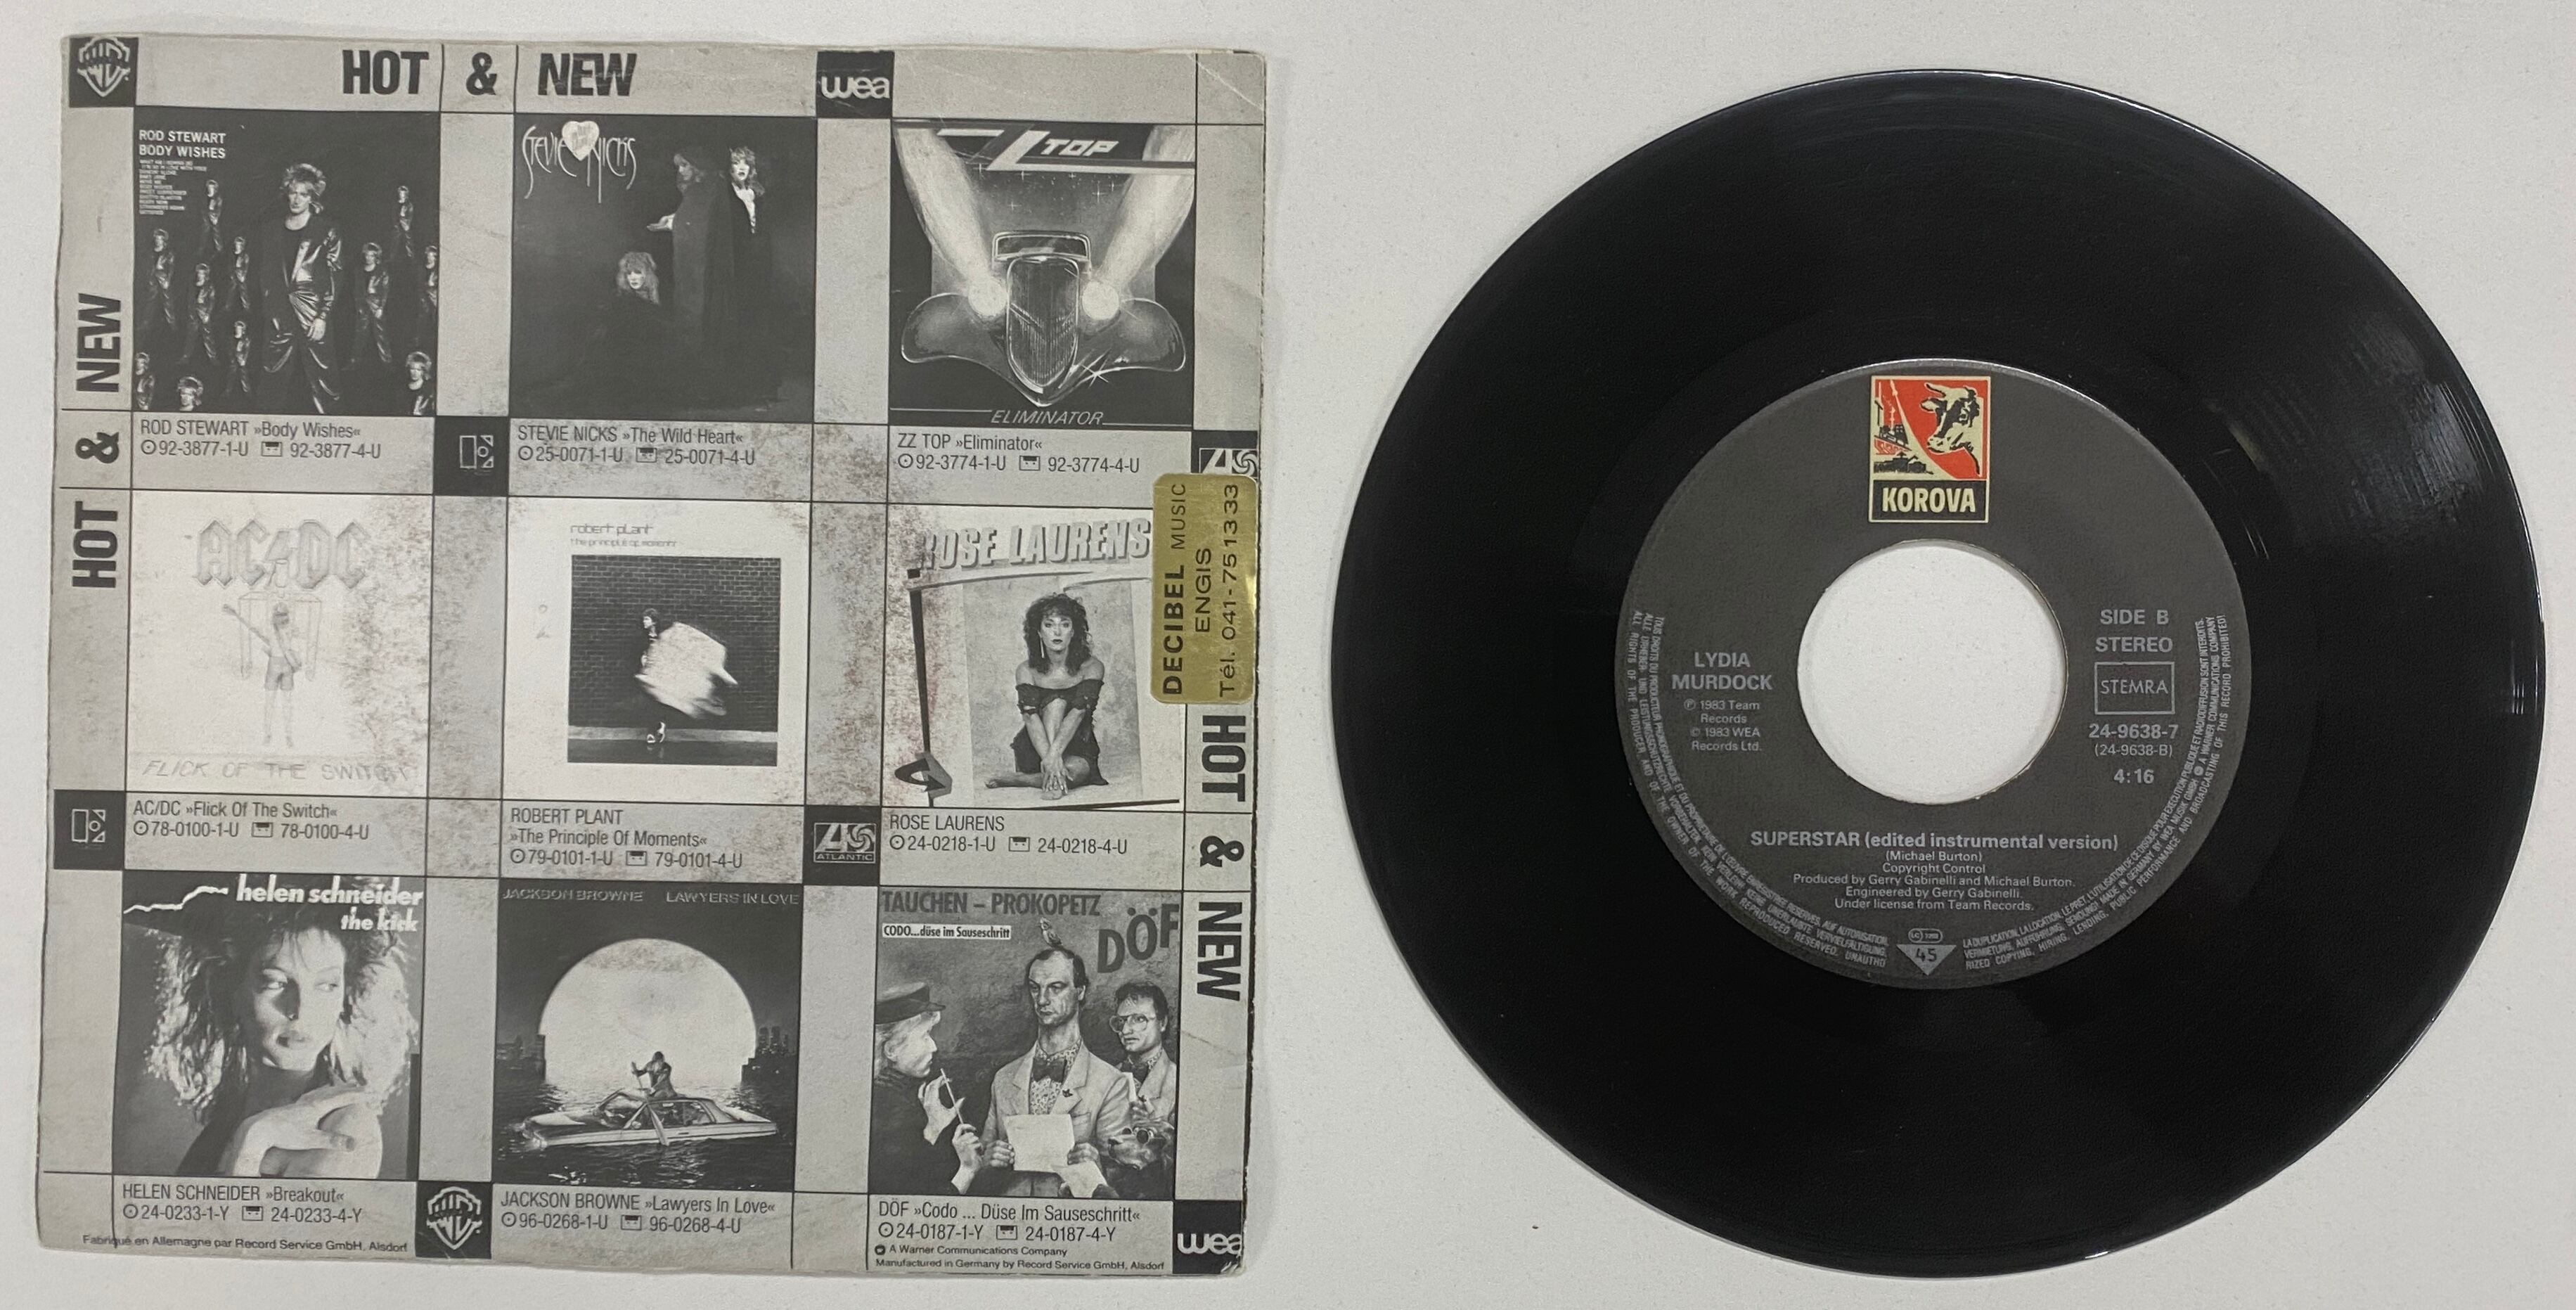 HOT & NEW
wea
ROD STEWART
BODY WISHES
STEVIE NICKS
ZZ TOP
ELIMINATOR
HOT & NEW
ROD STEWART »Body Wishes«
92-3877-1-U 92-3877-4-U
STEVIE NICKS »The Wild Heart«
25-0071-1-U 25-0071-4-U
ZZ TOP »Eliminator«
92-3774-1-U 92-3774-4-U
AC/DC
FLICK OF THE SWITCH
robert plant
the principle of moments
ROSE LAURENS
DECIBEL MUSIC
ENGIS
Tél. 041-751333
AC/DC »Flick Of The Switch«
78-0100-1-U 78-0100-4-U
ROBERT PLANT
»The Principle Of Moments«
79-0101-1-U 79-0101-4-U
ATLANTIC
ROSE LAURENS
24-0218-1-U 24-0218-4-U
HOT & NEW
helen schneider
the kick
JACKSON BROWNE LAWYERS IN LOVE
TAUCHEN – PROKOPETZ
CODO...düse im Sauseschritt
DÖF
HELEN SCHNEIDER »Breakout«
24-0233-1-Y 24-0233-4-Y
JACKSON BROWNE »Lawyers In Love«
96-0268-1-U 96-0268-4-U
DÖF »Codo ... Düse Im Sauseschritt«
24-0187-1-Y 24-0187-4-Y
Fabriqué en Allemagne par Record Service GmbH, Alsdorf
A Warner Communications Company
Manufactured in Germany by Record Service GmbH, Alsdorf
wea
KOROVA
SIDE B
STEREO
STEMRA
24-9638-7
(24-9638-B)
4:16
LYDIA
MURDOCK
℗ 1983 Team
Records
© 1983 WEA
Records Ltd.
SUPERSTAR (edited instrumental version)
(Michael Burton)
Copyright Control
Produced by Gerry Gabinelli and Michael Burton.
Engineered by Gerry Gabinelli.
Under license from Team Records.
45